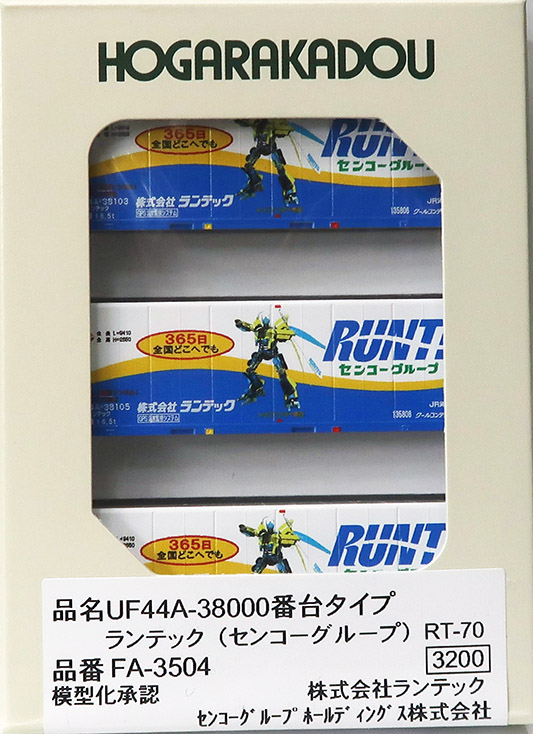 HOGARAKADOU
365日
全国どこへでも
RUNT
センコーグループ
-38103
株式会社 ランテック
135806
365日
全国どこへでも
RUNT
センコーグループ
A-38105
株式会社 ランテック
135806
365日
全国どこへでも
RUNT
品名UF44A-38000番台タイプ
ランテック（センコーグループ）RT-70
品番 FA-3504
3200
模型化承認
株式会社ランテック
センコーグループホールディングス株式会社